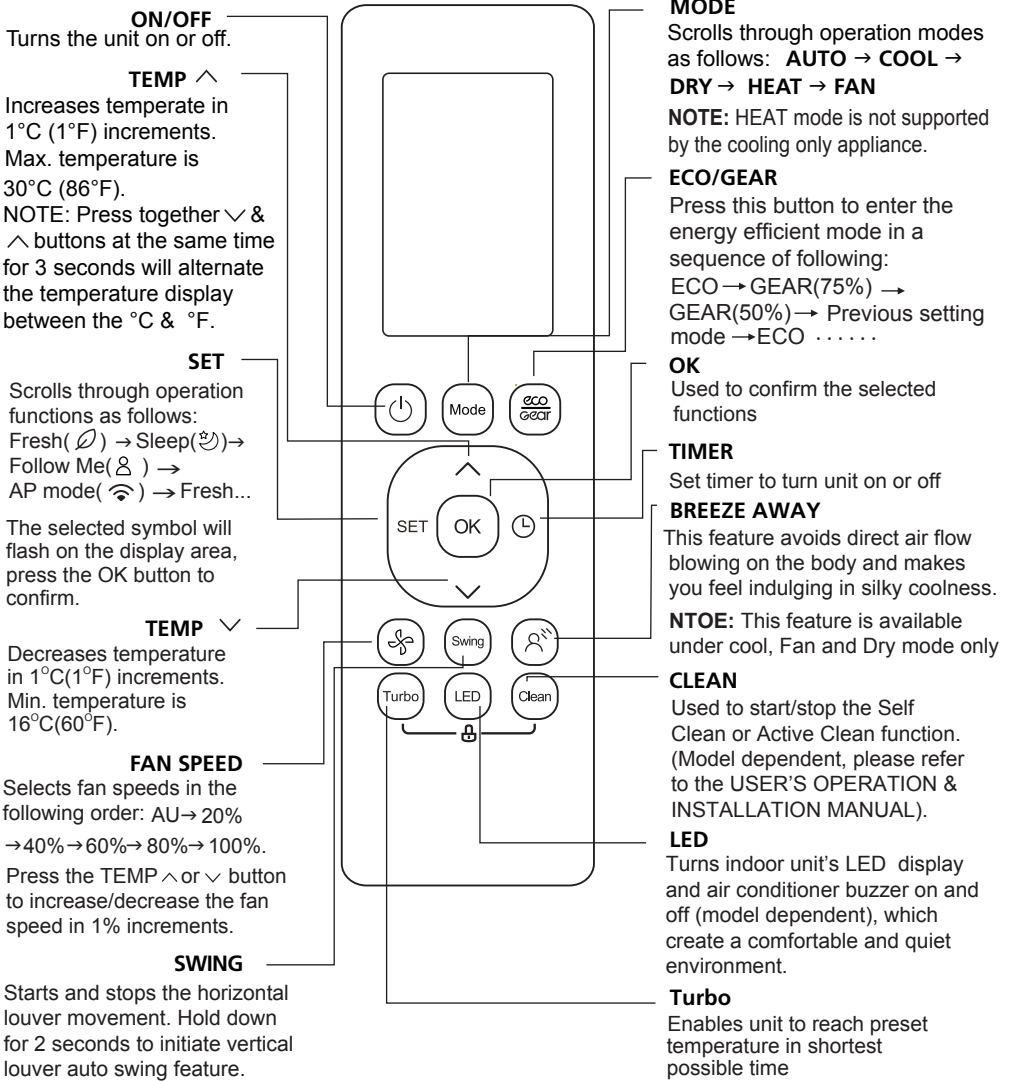 ON/OFF
Turns the unit on or off.
TEMP ︿
Increases temperate in
1°C (1°F) increments.
Max. temperature is
30°C (86°F).
NOTE: Press together ﹀ &
︿ buttons at the same time
for 3 seconds will alternate
the temperature display
between the °C & °F.
SET
Scrolls through operation
functions as follows:
Fresh( ) → Sleep( )→
Follow Me( ) →
AP mode( ) → Fresh...
The selected symbol will
flash on the display area,
press the OK button to
confirm.
TEMP ﹀
Decreases temperature
in 1°C(1°F) increments.
Min. temperature is
16°C(60°F).
FAN SPEED
Selects fan speeds in the
following order: AU→ 20%
→40%→60%→ 80%→ 100%.
Press the TEMP ︿ or ﹀ button
to increase/decrease the fan
speed in 1% increments.
SWING
Starts and stops the horizontal
louver movement. Hold down
for 2 seconds to initiate vertical
louver auto swing feature.
Mode
eco
Gear
SET
OK
Swing
Turbo
LED
Clean
MODE
Scrolls through operation modes
as follows: AUTO → COOL →
DRY → HEAT → FAN
NOTE: HEAT mode is not supported
by the cooling only appliance.
ECO/GEAR
Press this button to enter the
energy efficient mode in a
sequence of following:
ECO → GEAR(75%) →
GEAR(50%)→ Previous setting
mode →ECO · · · · · ·
OK
Used to confirm the selected
functions
TIMER
Set timer to turn unit on or off
BREEZE AWAY
This feature avoids direct air flow
blowing on the body and makes
you feel indulging in silky coolness.
NTOE: This feature is available
under cool, Fan and Dry mode only
CLEAN
Used to start/stop the Self
Clean or Active Clean function.
(Model dependent, please refer
to the USER'S OPERATION &
INSTALLATION MANUAL).
LED
Turns indoor unit's LED display
and air conditioner buzzer on and
off (model dependent), which
create a comfortable and quiet
environment.
Turbo
Enables unit to reach preset
temperature in shortest
possible time